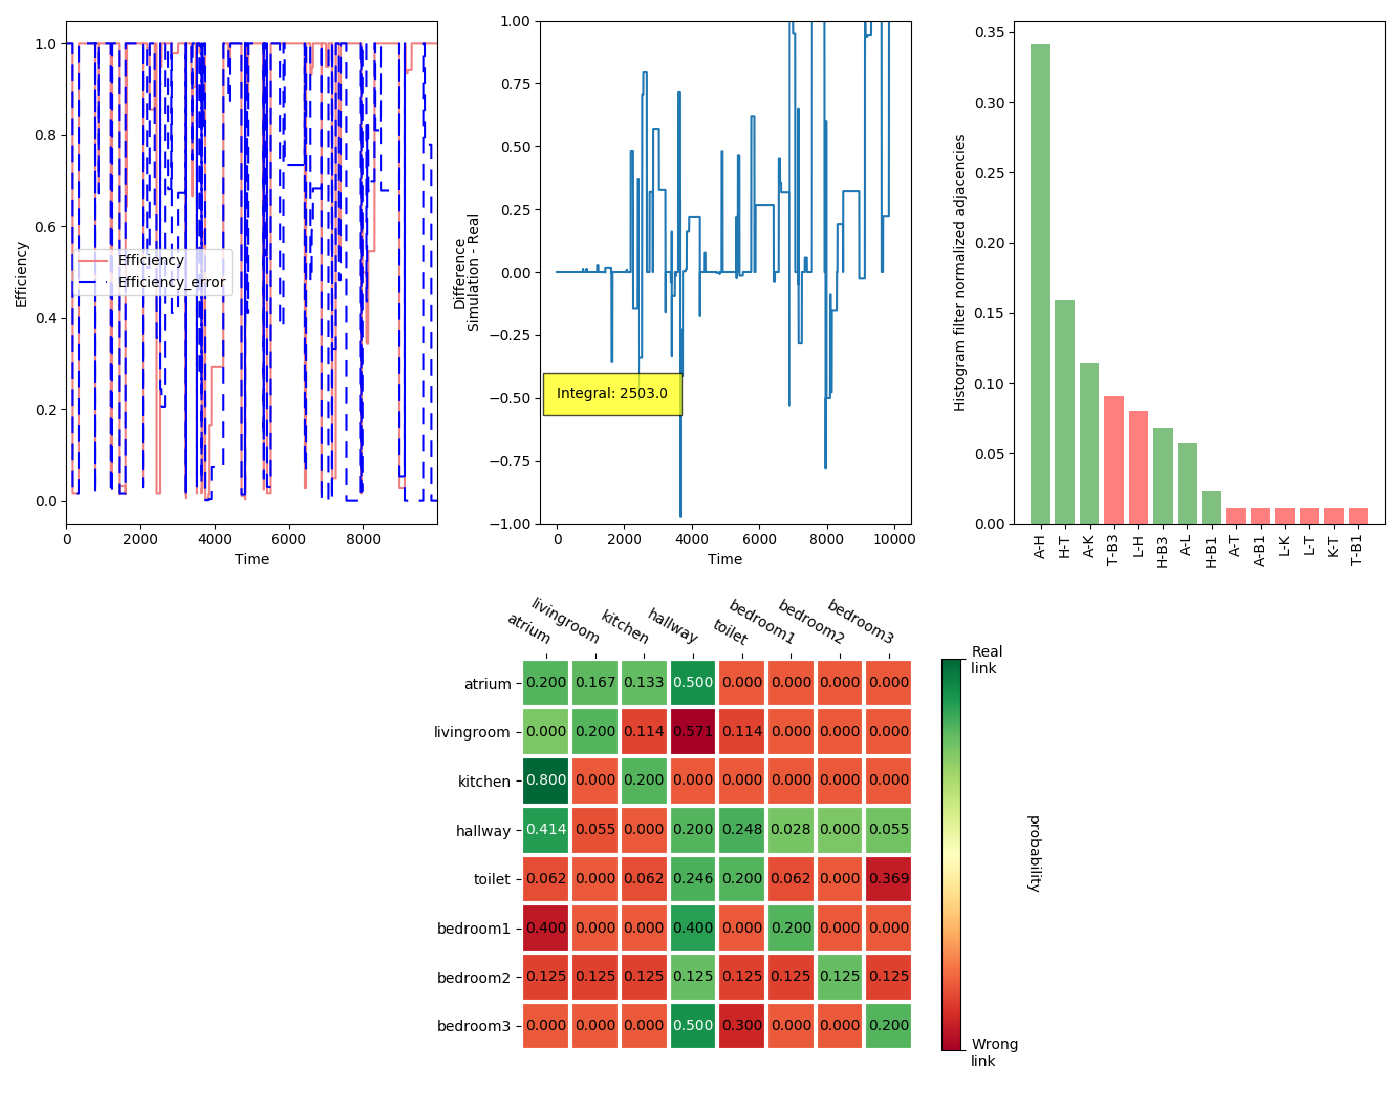 1.0
0.8
0.6
0.4
0.2
0.0
0
2000
4000
6000
8000
Efficiency
Time
Efficiency
Efficiency_error
1.00
0.75
0.50
0.25
0.00
−0.25
−0.50
−0.75
−1.00
0
2000
4000
6000
8000
10000
Difference
Simulation - Real
Time
Integral: 2503.0
0.35
0.30
0.25
0.20
0.15
0.10
0.05
0.00
Histogram filter normalized adjacencies
A-H
H-T
A-K
T-B3
L-H
H-B3
A-L
H-B1
A-T
A-B1
L-K
L-T
K-T
T-B1
atrium
livingroom
kitchen
hallway
toilet
bedroom1
bedroom2
bedroom3
atrium 0.200 0.167 0.133 0.500 0.000 0.000 0.000 0.000
livingroom 0.000 0.200 0.114 0.571 0.114 0.000 0.000 0.000
kitchen 0.800 0.000 0.200 0.000 0.000 0.000 0.000 0.000
hallway 0.414 0.055 0.000 0.200 0.248 0.028 0.000 0.055
toilet 0.062 0.000 0.062 0.246 0.200 0.062 0.000 0.369
bedroom1 0.400 0.000 0.000 0.400 0.000 0.200 0.000 0.000
bedroom2 0.125 0.125 0.125 0.125 0.125 0.125 0.125 0.125
bedroom3 0.000 0.000 0.000 0.500 0.300 0.000 0.000 0.200
Real
link
probability
Wrong
link